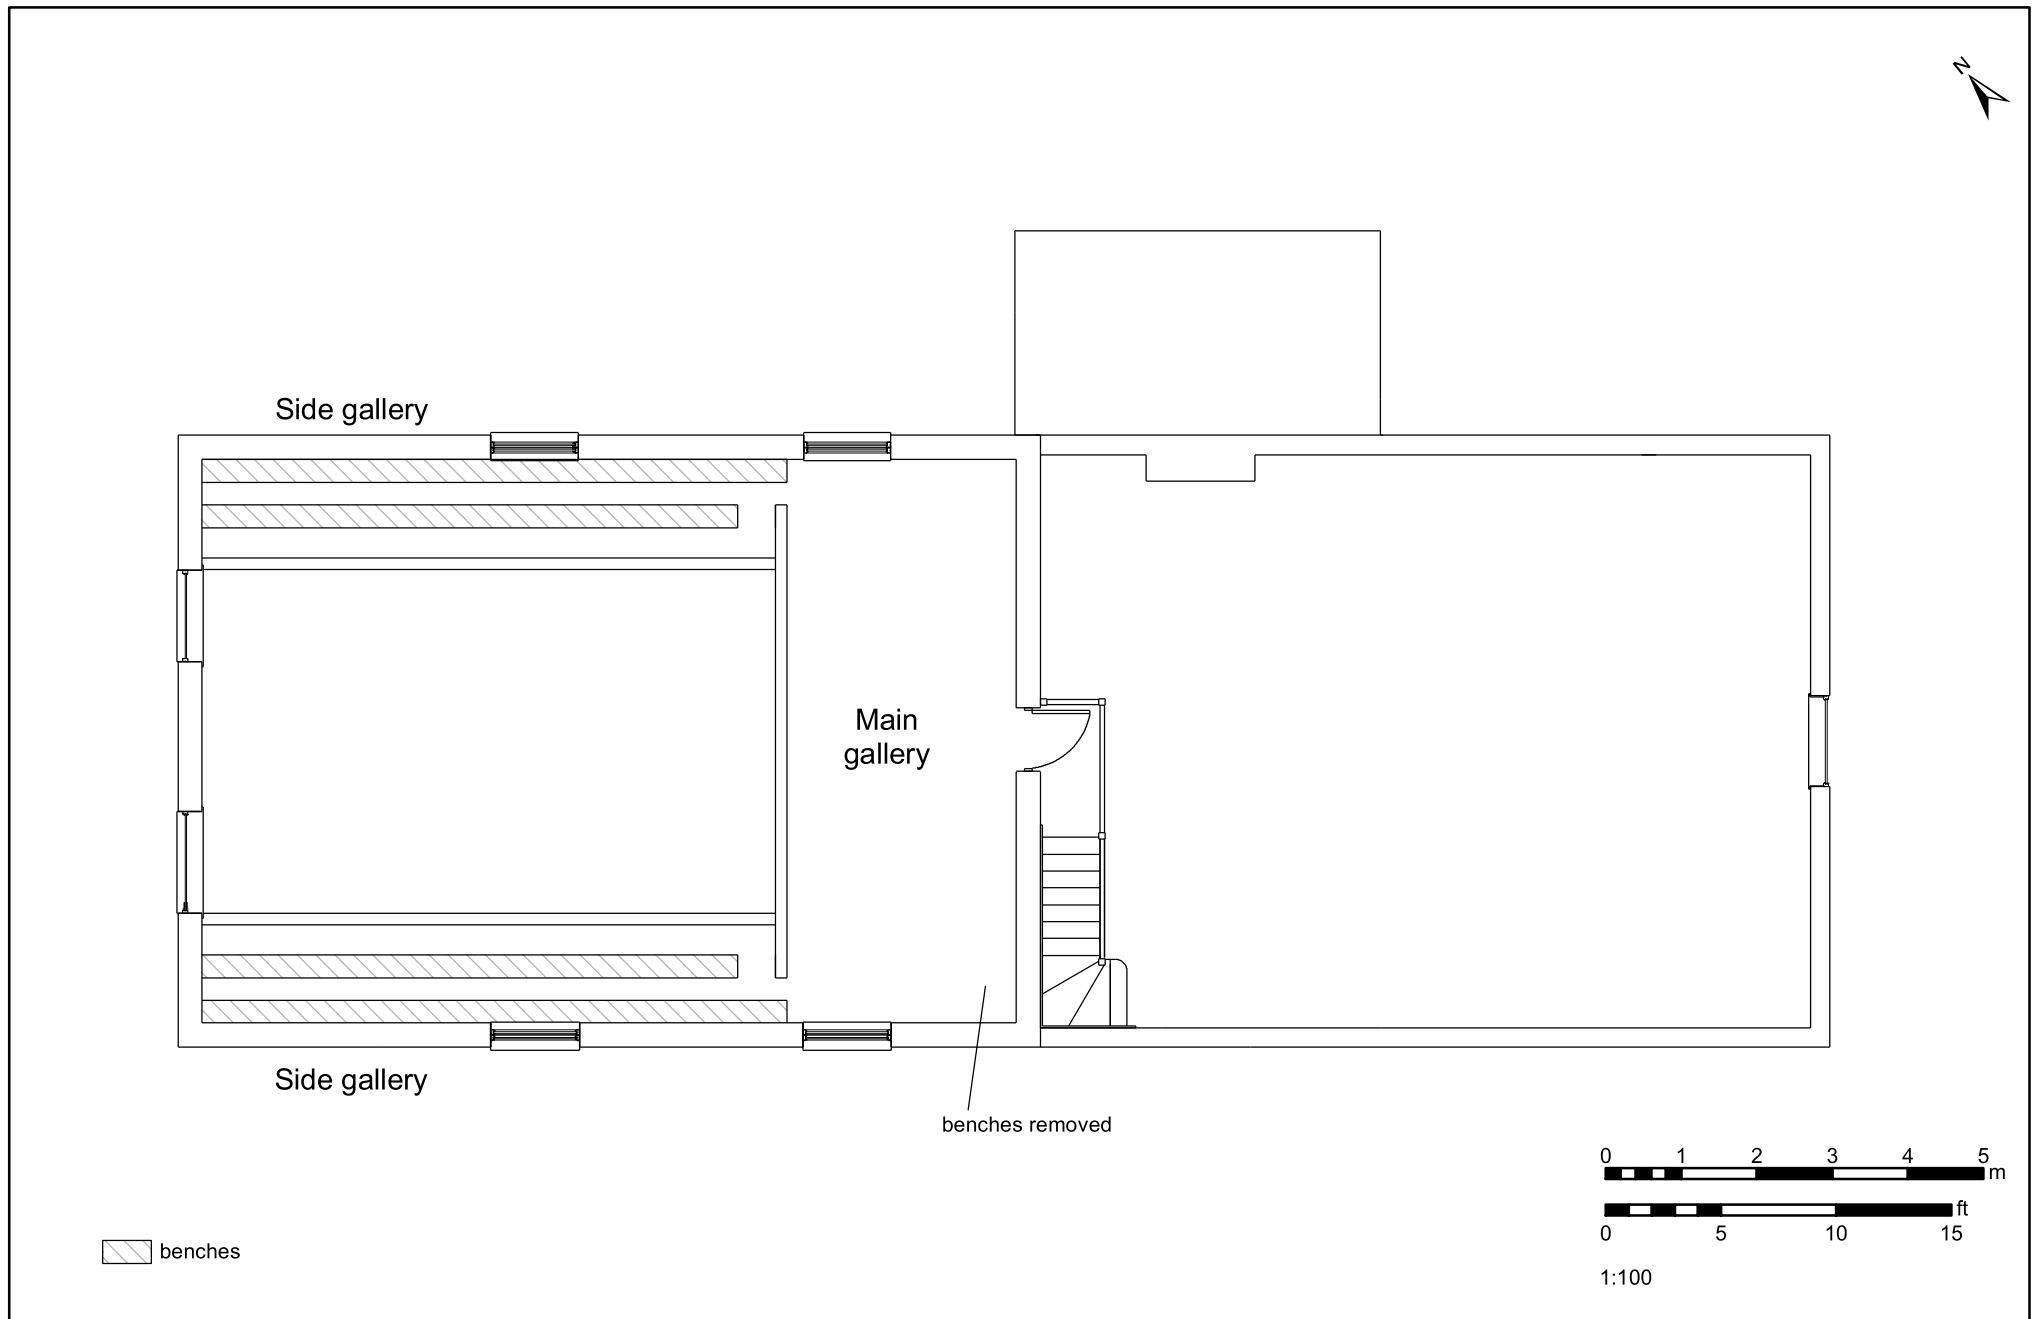 N
Side gallery
Main
gallery
Side gallery
benches removed
0 1 2 3 4 5
m
ft
0 5 10 15
benches
1:100